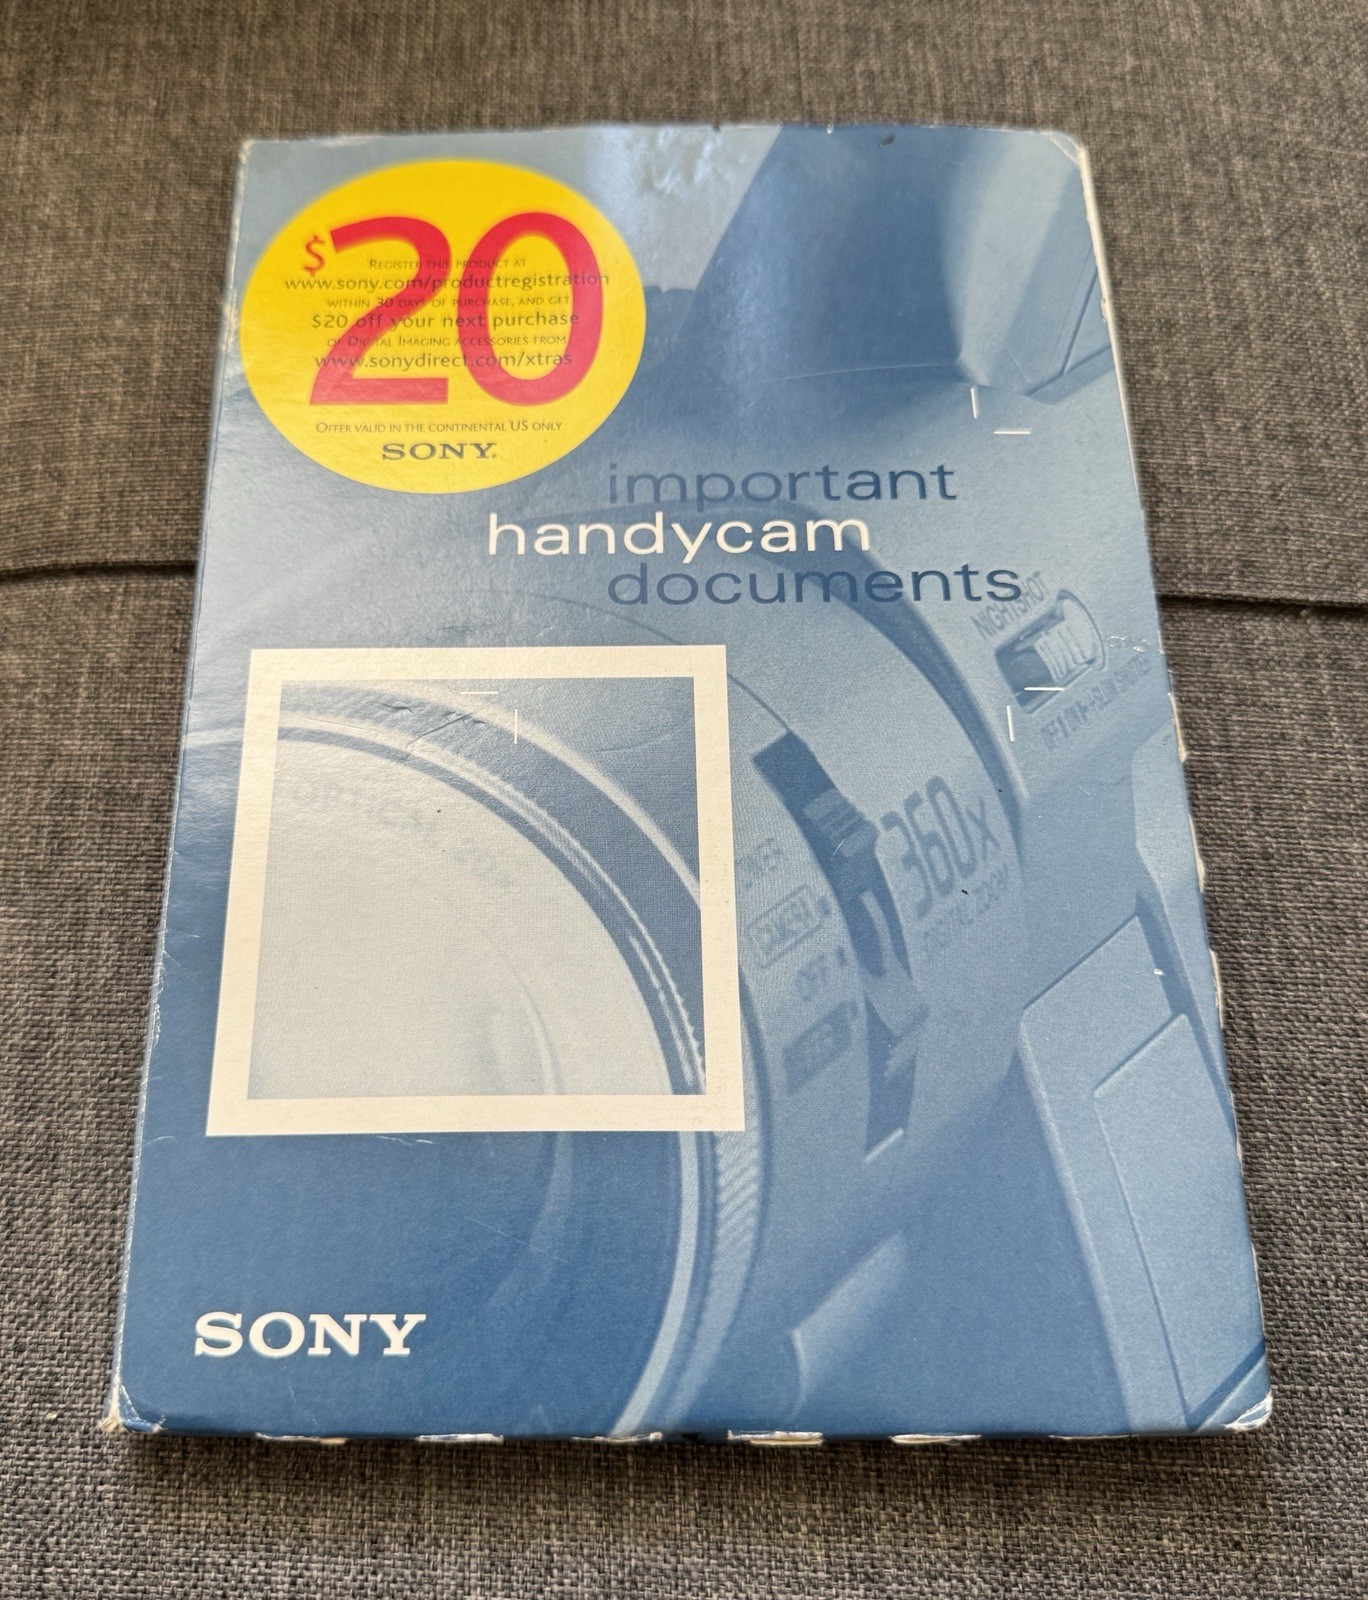 $20
REGISTER THIS PRODUCT AT
www.sony.com/productregistration
WITHIN 30 DAYS OF PURCHASE, AND GET
$20 off your next purchase
OF DIGITAL IMAGING ACCESSORIES FROM
www.sonydirect.com/xtras
OFFER VALID IN THE CONTINENTAL US ONLY
SONY
important
handycam
documents
NIGHTSHOT
360x
DIGITAL ZOOM
CAMERA
OFF
SONY